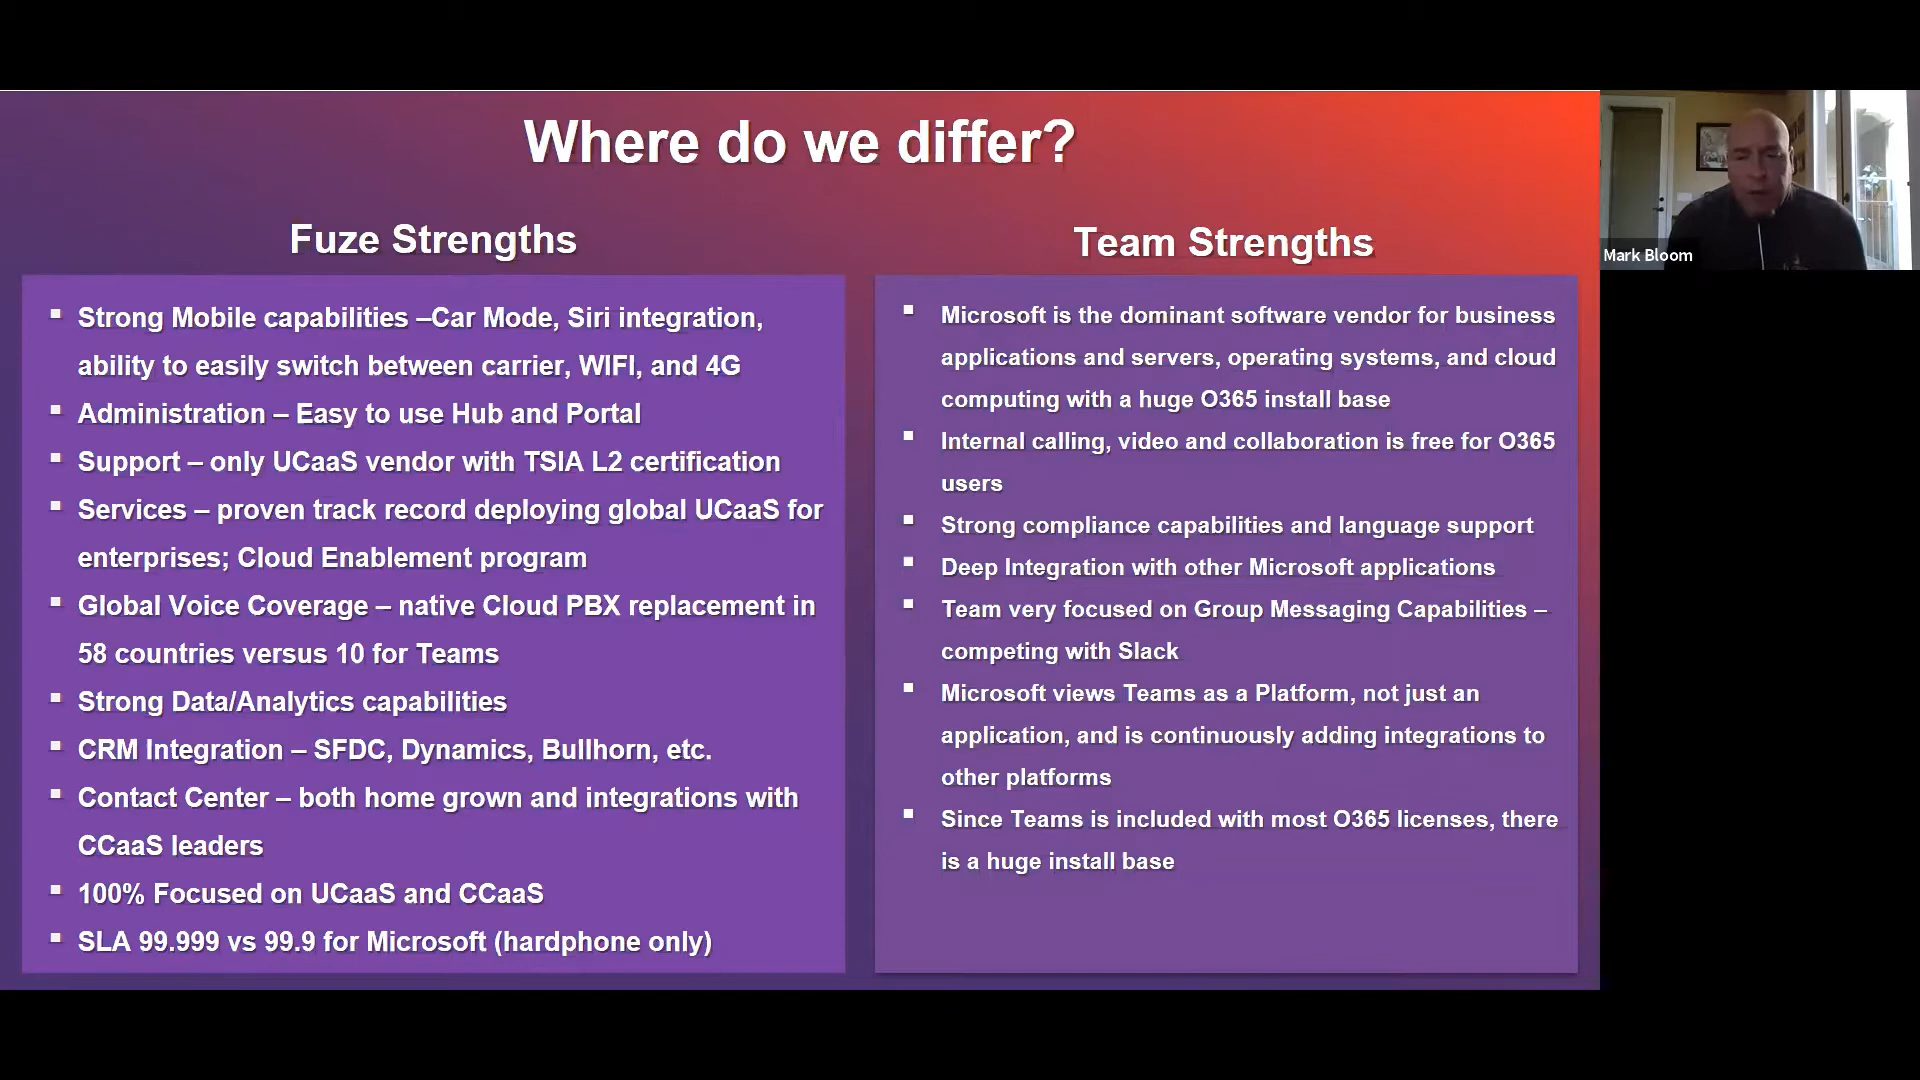 Where do we differ?
Fuze Strengths
Strong Mobile capabilities –Car Mode, Siri integration,
ability to easily switch between carrier, WIFI, and 4G
Administration – Easy to use Hub and Portal
Support – only UCaaS vendor with TSIA L2 certification
Services – proven track record deploying global UCaaS for
enterprises; Cloud Enablement program
Global Voice Coverage – native Cloud PBX replacement in
58 countries versus 10 for Teams
Strong Data/Analytics capabilities
CRM Integration – SFDC, Dynamics, Bullhorn, etc.
Contact Center – both home grown and integrations with
CCaaS leaders
100% Focused on UCaaS and CCaaS
SLA 99.999 vs 99.9 for Microsoft (hardphone only)
Team Strengths
Microsoft is the dominant software vendor for business
applications and servers, operating systems, and cloud
computing with a huge O365 install base
Internal calling, video and collaboration is free for O365
users
Strong compliance capabilities and language support
Deep Integration with other Microsoft applications
Team very focused on Group Messaging Capabilities –
competing with Slack
Microsoft views Teams as a Platform, not just an
application, and is continuously adding integrations to
other platforms
Since Teams is included with most O365 licenses, there
is a huge install base
Mark Bloom